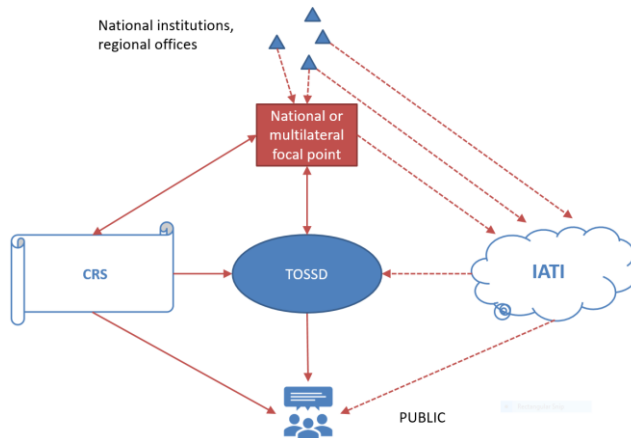 National institutions,
regional offices
National or
multilateral
focal point
CRS
TOSSD
IATI
PUBLIC